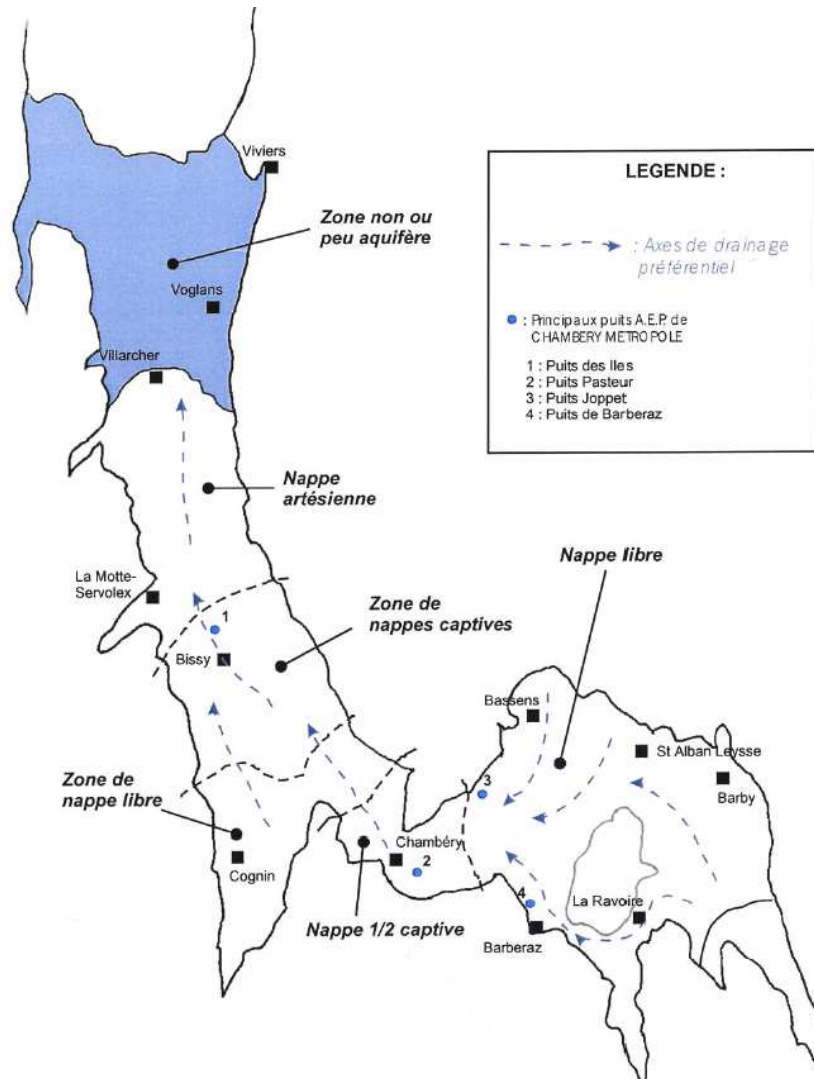 Viviers
Zone non ou
peu aquifère
Voglans
Villarcher
Nappe
artésienne
La Motte-
Servolex
1
Bissy
Zone de
nappes captives
Zone de
nappe libre
Cognin
Nappe 1/2 captive
Chambéry
2
Nappe libre
Bassens
St Alban Leysse
Barby
3
4
La Ravoire
Barberaz
LEGENDE :
: Axes de drainage
préférentiel
: Principaux puits A.E.P. de
CHAMBERY METROPOLE
1 : Puits des Iles
2 : Puits Pasteur
3 : Puits Joppet
4 : Puits de Barberaz